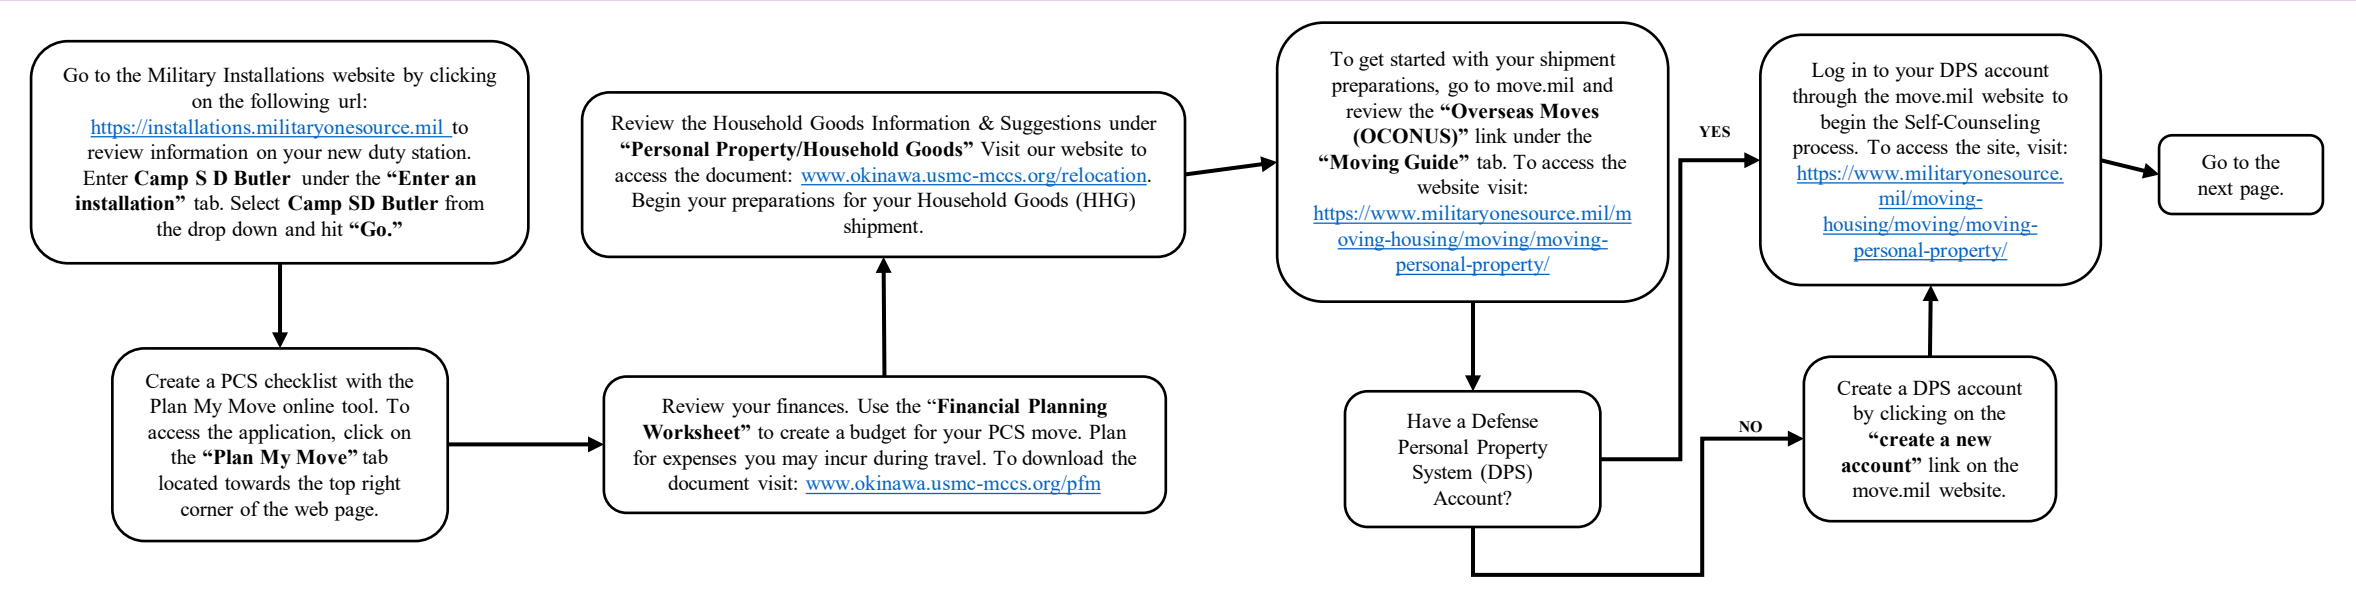 Go to the Military Installations website by clicking
on the following url:
https://installations.militaryonesource.mil to
review information on your new duty station.
Enter Camp S D Butler under the “Enter an
installation” tab. Select Camp SD Butler from
the drop down and hit “Go.”
Create a PCS checklist with the
Plan My Move online tool. To
access the application, click on
the “Plan My Move” tab
located towards the top right
corner of the web page.
Review your finances. Use the “Financial Planning
Worksheet” to create a budget for your PCS move. Plan
for expenses you may incur during travel. To download the
document visit: www.okinawa.usmc-mccs.org/pfm
Review the Household Goods Information & Suggestions under
“Personal Property/Household Goods” Visit our website to
access the document: www.okinawa.usmc-mccs.org/relocation.
Begin your preparations for your Household Goods (HHG)
shipment.
To get started with your shipment
preparations, go to move.mil and
review the “Overseas Moves
(OCONUS)” link under the
“Moving Guide” tab. To access the
website visit:
https://www.militaryonesource.mil/m
oving-housing/moving/moving-
personal-property/
Have a Defense
Personal Property
System (DPS)
Account?
YES
NO
Create a DPS account
by clicking on the
“create a new
account” link on the
move.mil website.
Log in to your DPS account
through the move.mil website to
begin the Self-Counseling
process. To access the site, visit:
https://www.militaryonesource.
mil/moving-
housing/moving/moving-
personal-property/
Go to the
next page.